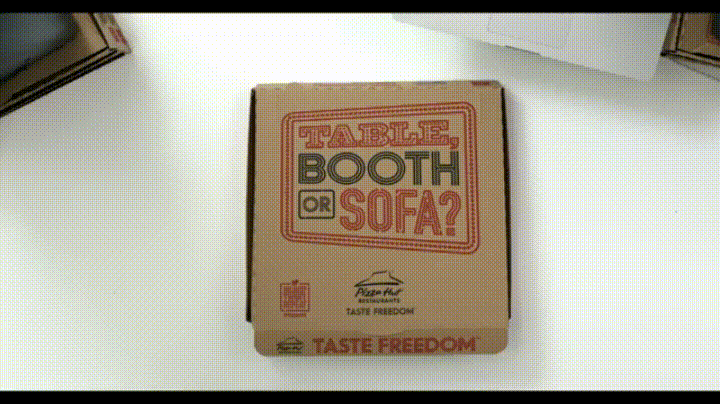 TABLE,
BOOTH
OR SOFA?
Pizza Hut
RESTAURANTS
TASTE FREEDOM
TASTE FREEDOM